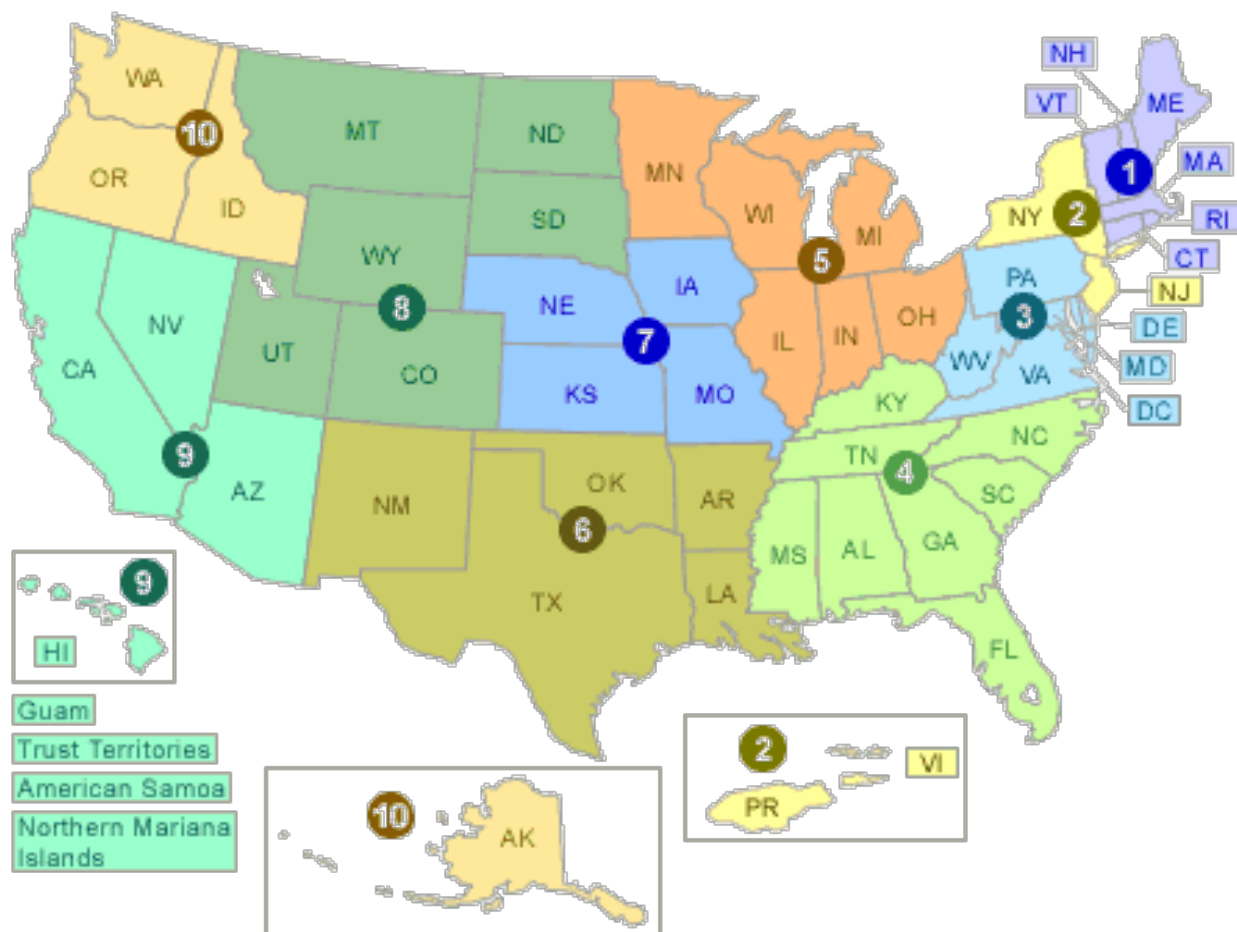 NH
VT
ME
WA
MT
ND
10
MN
OR
ID
SD
WI
MI
1
MA
NY
2
RI
WY
5
CT
PA
NE
IA
8
NJ
NV
7
3
DE
UT
CO
IL
IN
OH
WV
VA
MD
CA
KS
MO
KY
DC
9
TN
4
NC
AZ
NM
OK
AR
SC
6
MS
AL
GA
9
TX
LA
HI
FL
Guam
Trust Territories
American Samoa
Northern Mariana
Islands
2
VI
PR
10
AK